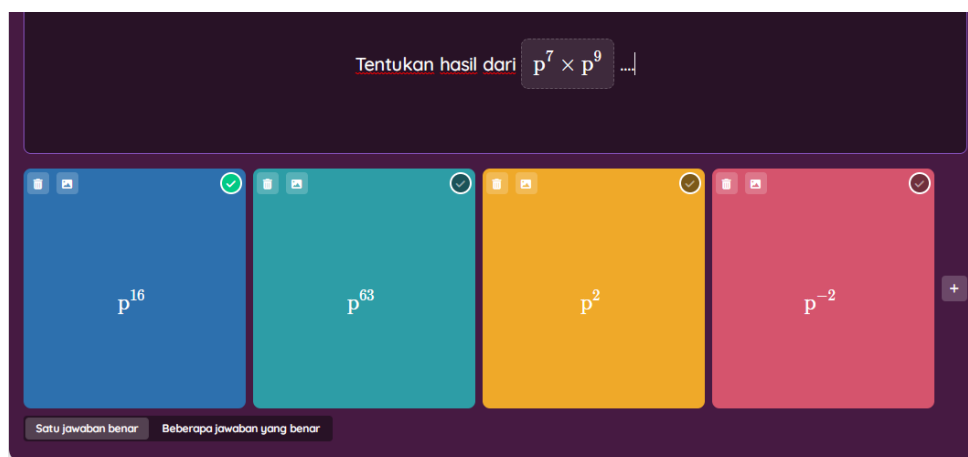 Tentukan hasil dari p⁷ × p⁹ ....
p¹⁶
p⁶³
p²
p⁻²
+
Satu jawaban benar Beberapa jawaban yang benar